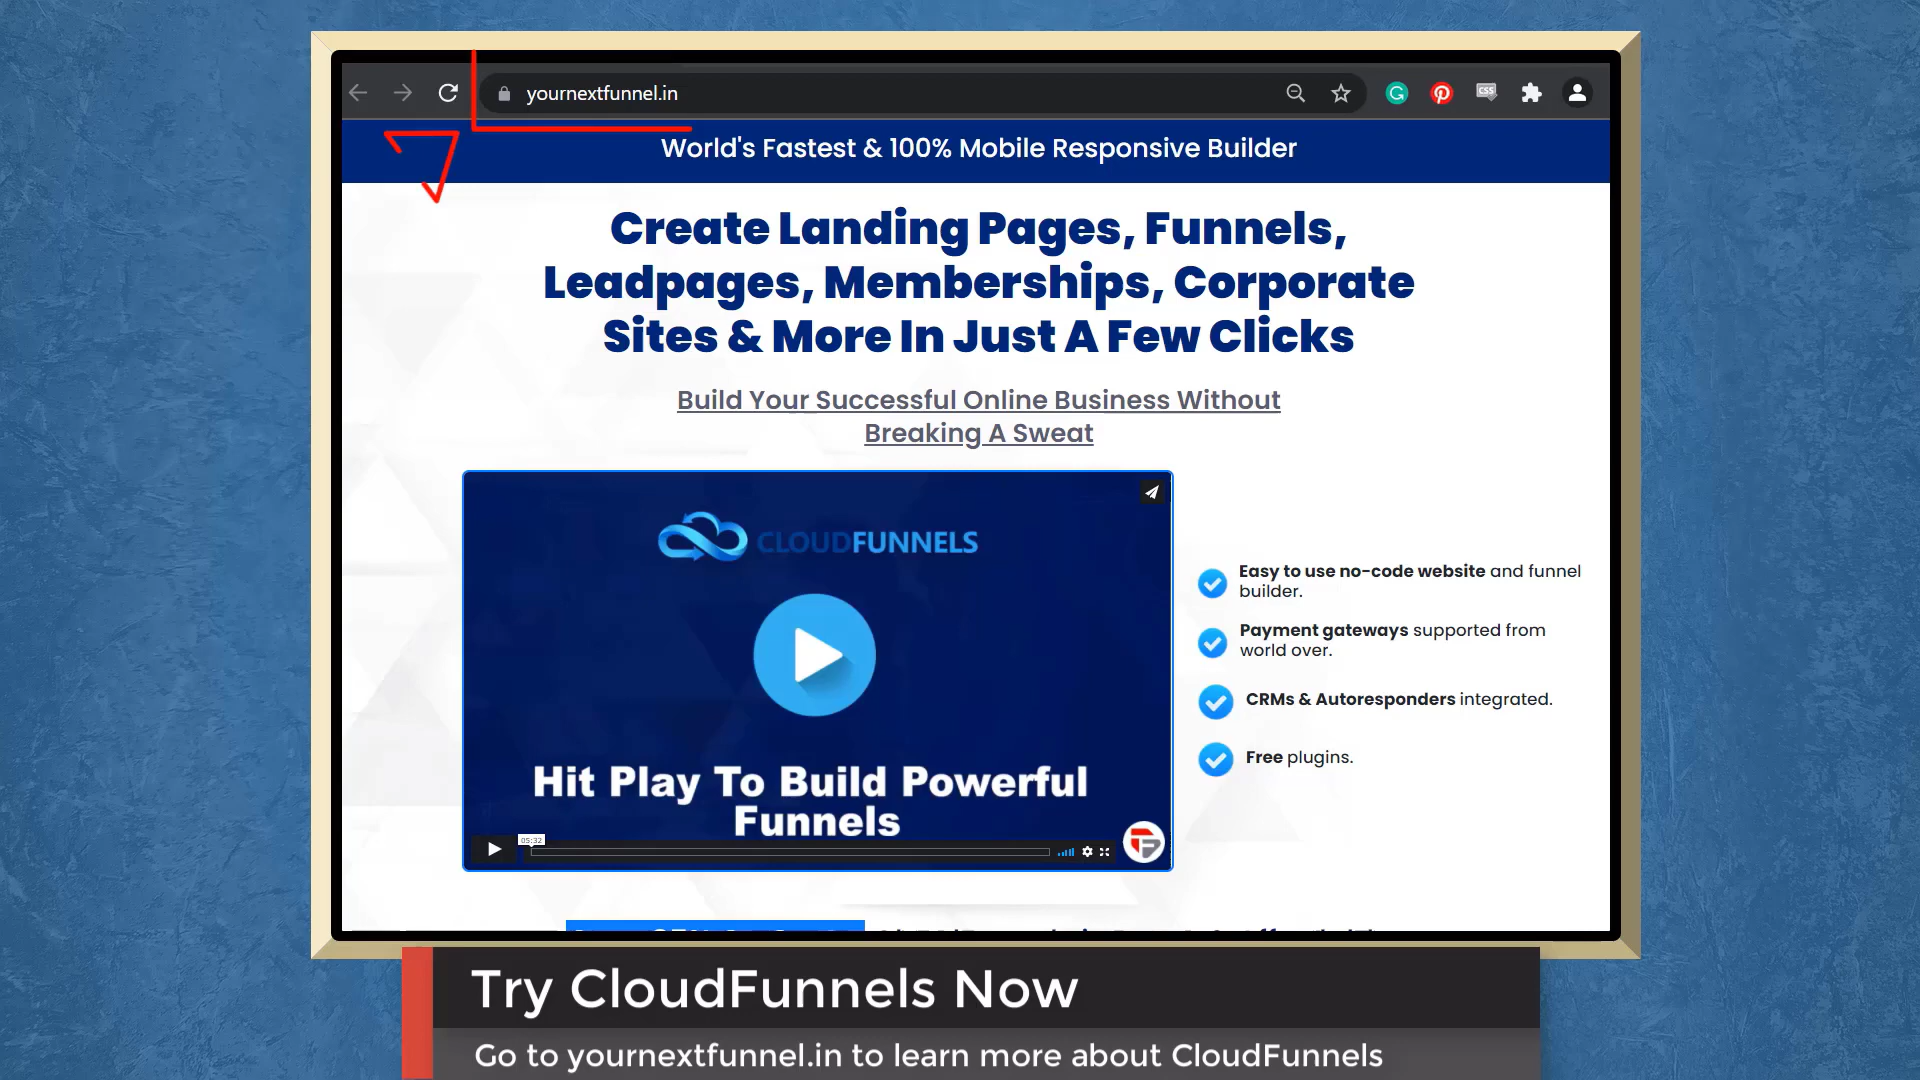 yournextfunnel.in
CSS
World's Fastest & 100% Mobile Responsive Builder
Create Landing Pages, Funnels,
Leadpages, Memberships, Corporate
Sites & More In Just A Few Clicks
Build Your Successful Online Business Without
Breaking A Sweat
CLOUDFUNNELS
Hit Play To Build Powerful
Funnels
05:32
Easy to use no-code website and funnel
builder.
Payment gateways supported from
world over.
CRMs & Autoresponders integrated.
Free plugins.
Try CloudFunnels Now
Go to yournextfunnel.in to learn more about CloudFunnels